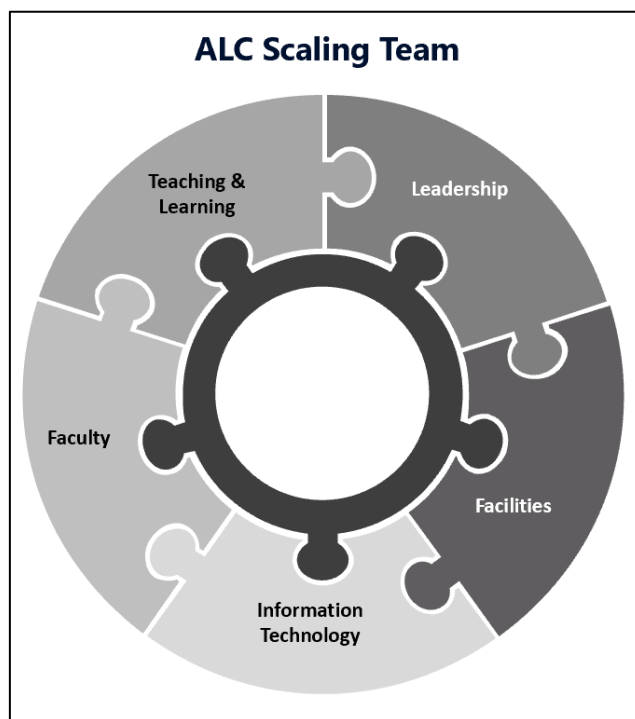 ALC Scaling Team
Teaching &
Learning
Leadership
Faculty
Facilities
Information
Technology